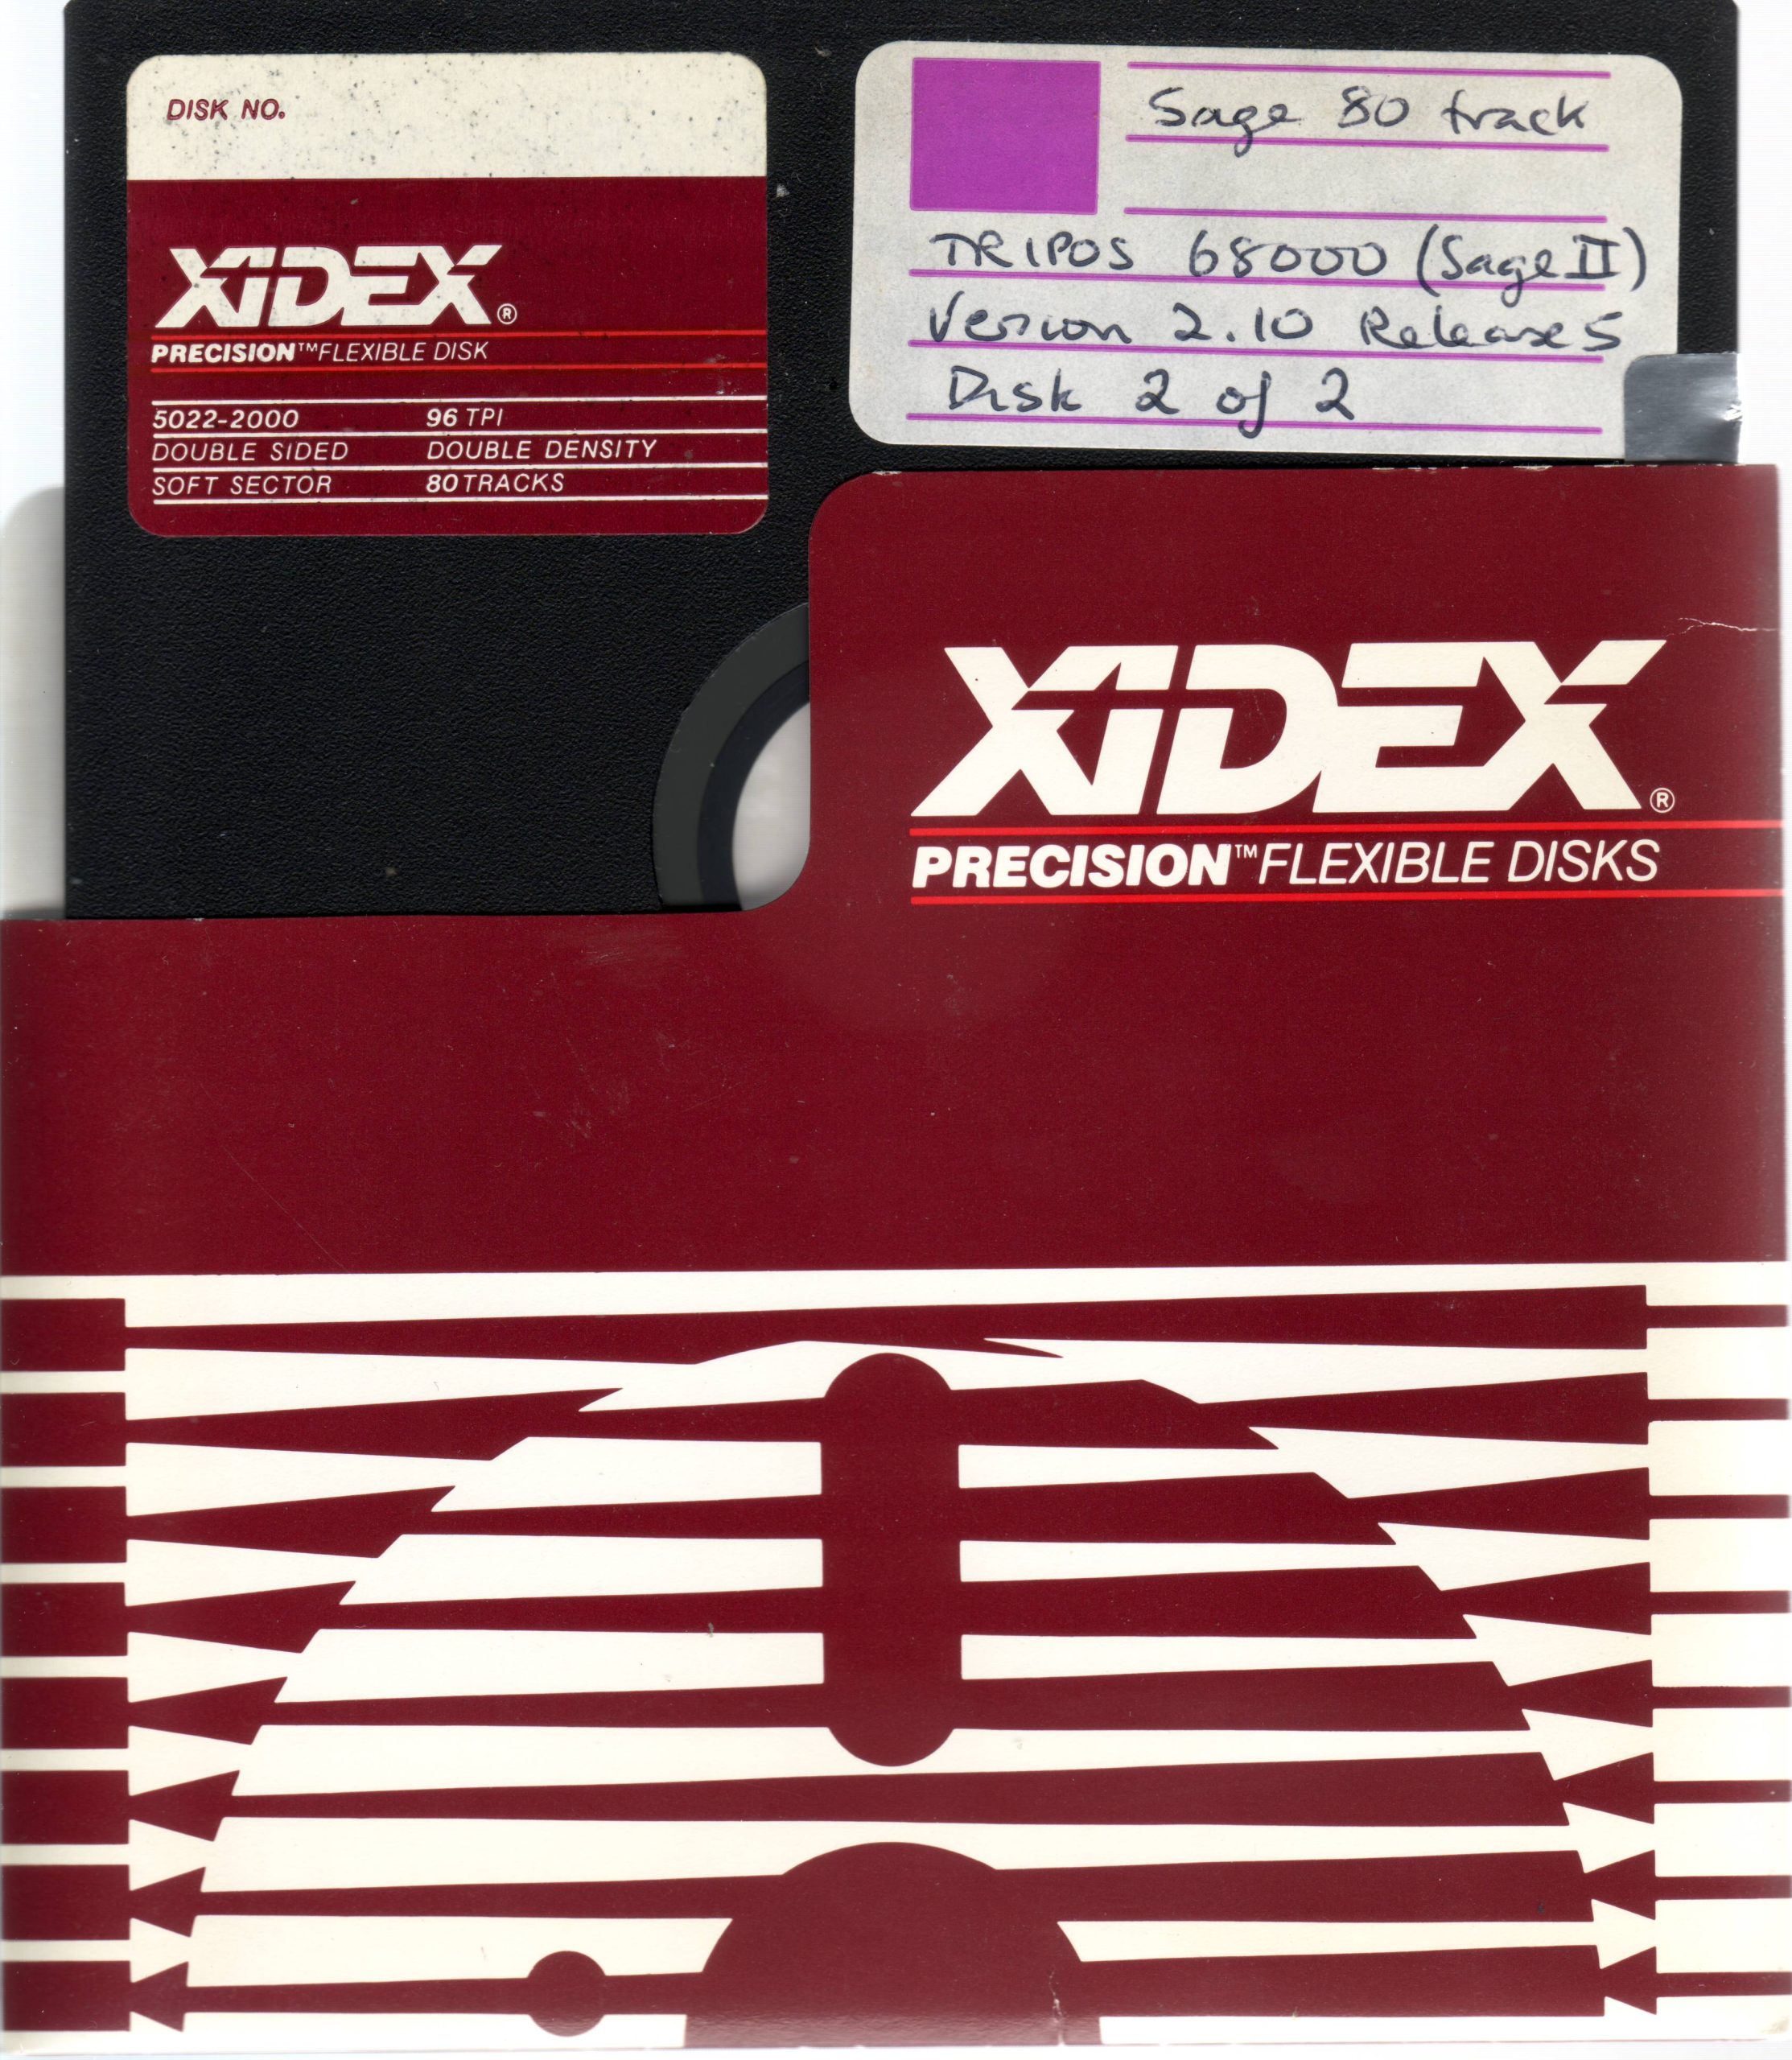 DISK NO.
XIDEX®
PRECISION™FLEXIBLE DISK
5022-2000 96 TPI
DOUBLE SIDED DOUBLE DENSITY
SOFT SECTOR 80 TRACKS
Sage 80 track
TRIPOS 68000 (Sage II)
Version 2.10 Release 5
Disk 2 of 2
XIDEX®
PRECISION™FLEXIBLE DISKS